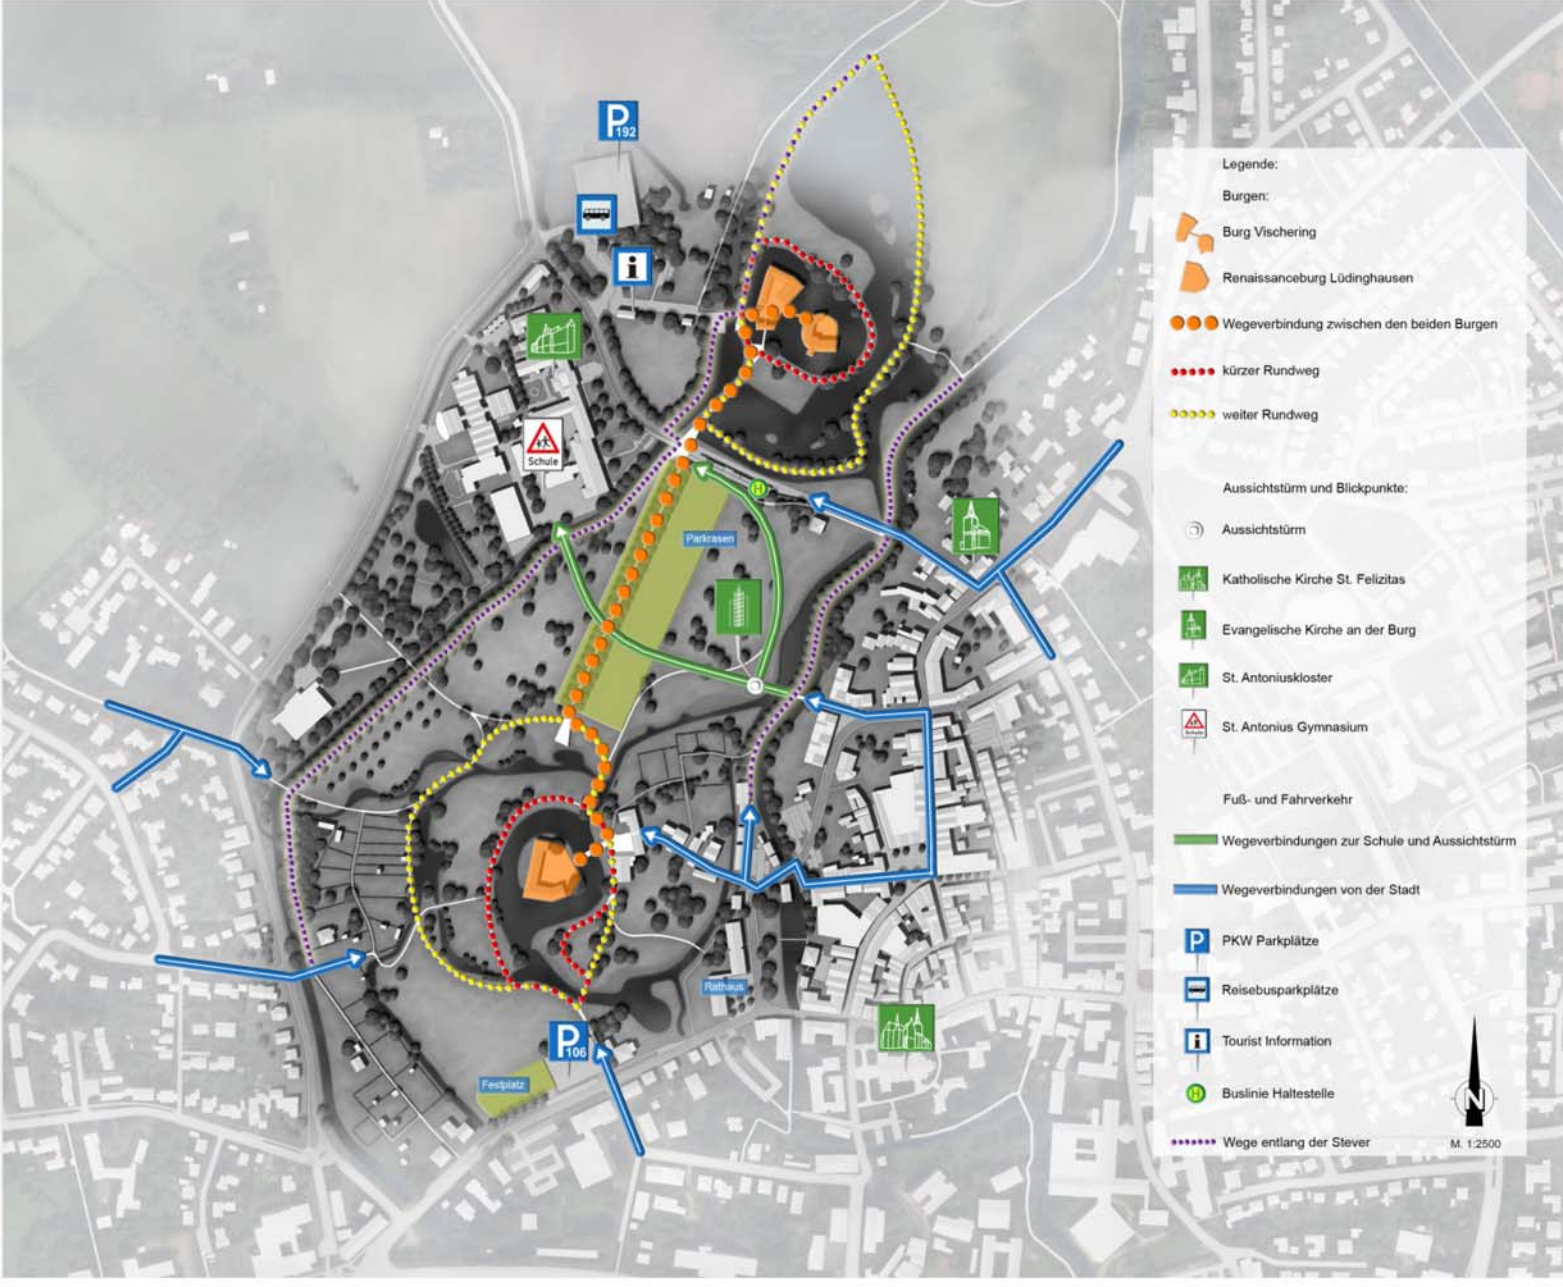 P
192
i
Schule
H
Parkrasen
Rathaus
P
106
Festplatz
Legende:
Burgen:
Burg Vischering
Renaissanceburg Lüdinghausen
Wegeverbindung zwischen den beiden Burgen
kürzer Rundweg
weiter Rundweg
Aussichtstürm und Blickpunkte:
Aussichtstürm
Katholische Kirche St. Felizitas
Evangelische Kirche an der Burg
St. Antoniuskloster
Schule
St. Antonius Gymnasium
Fuß- und Fahrverkehr
Wegeverbindungen zur Schule und Aussichtstürm
Wegeverbindungen von der Stadt
P
PKW Parkplätze
Reisebusparkplätze
i
Tourist Information
H
Buslinie Haltestelle
Wege entlang der Stever
N
M. 1:2500